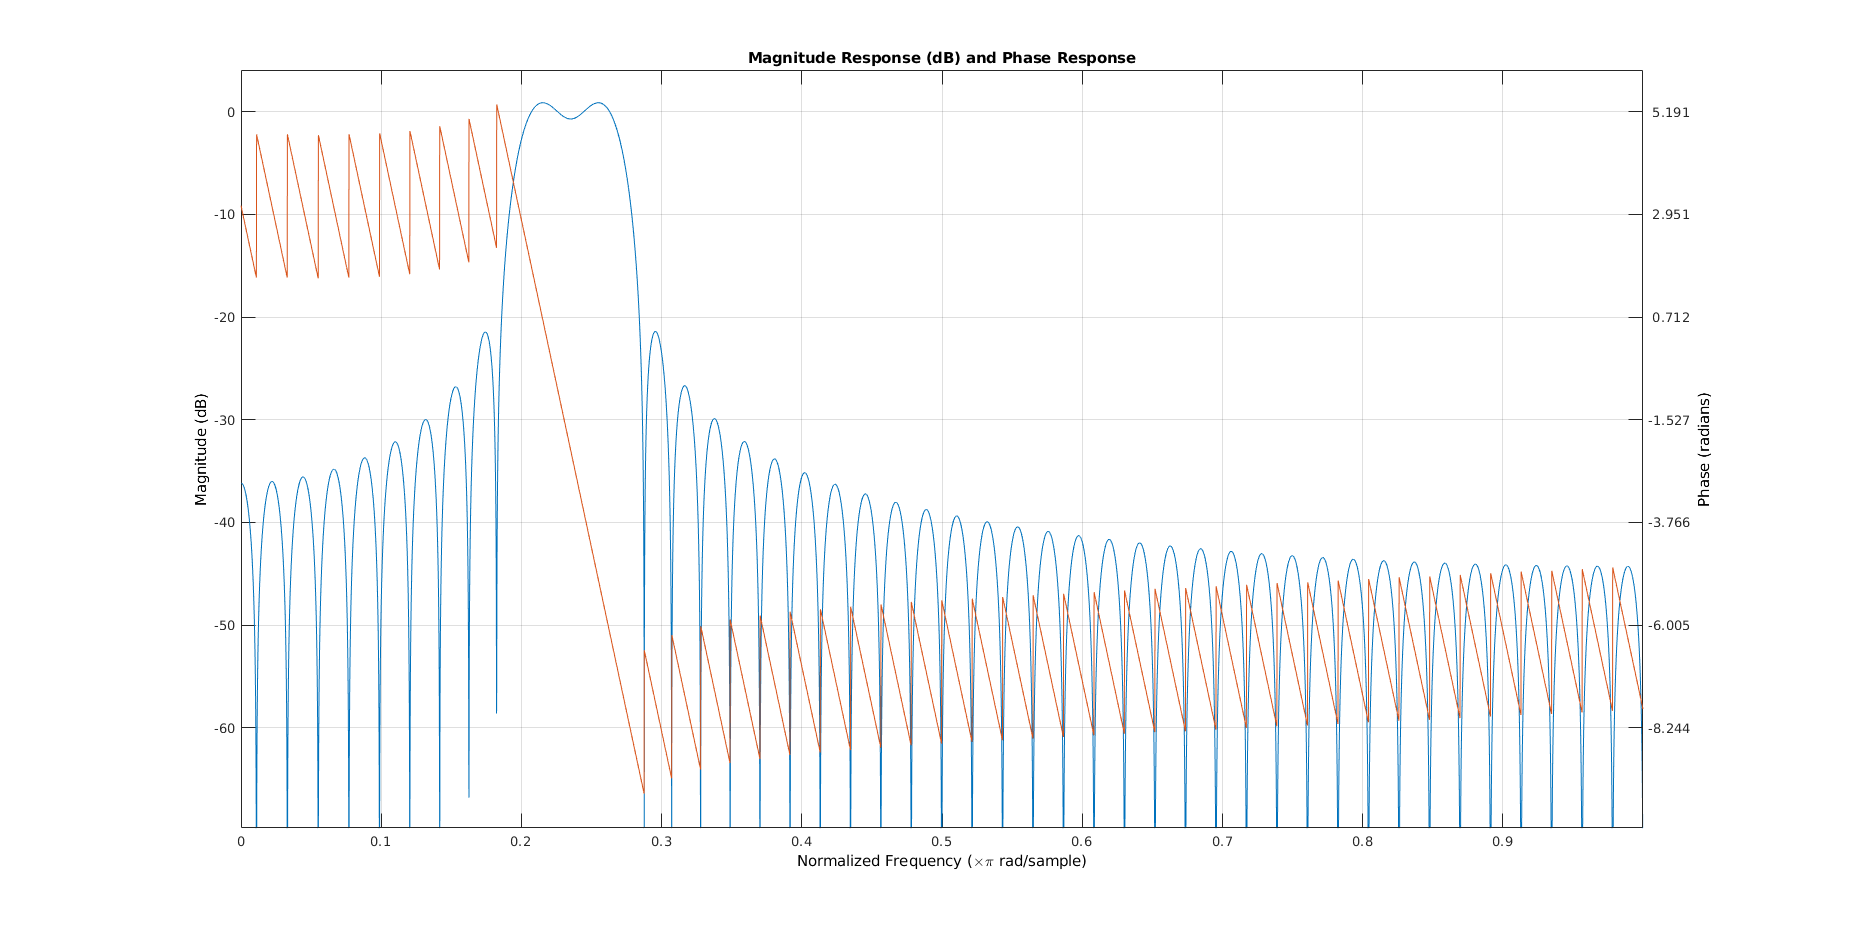 Magnitude Response (dB) and Phase Response
Magnitude (dB)
0
-10
-20
-30
-40
-50
-60
5.191
2.951
0.712
-1.527
-3.766
-6.005
-8.244
Phase (radians)
0 0.1 0.2 0.3 0.4 0.5 0.6 0.7 0.8 0.9
Normalized Frequency (×π rad/sample)